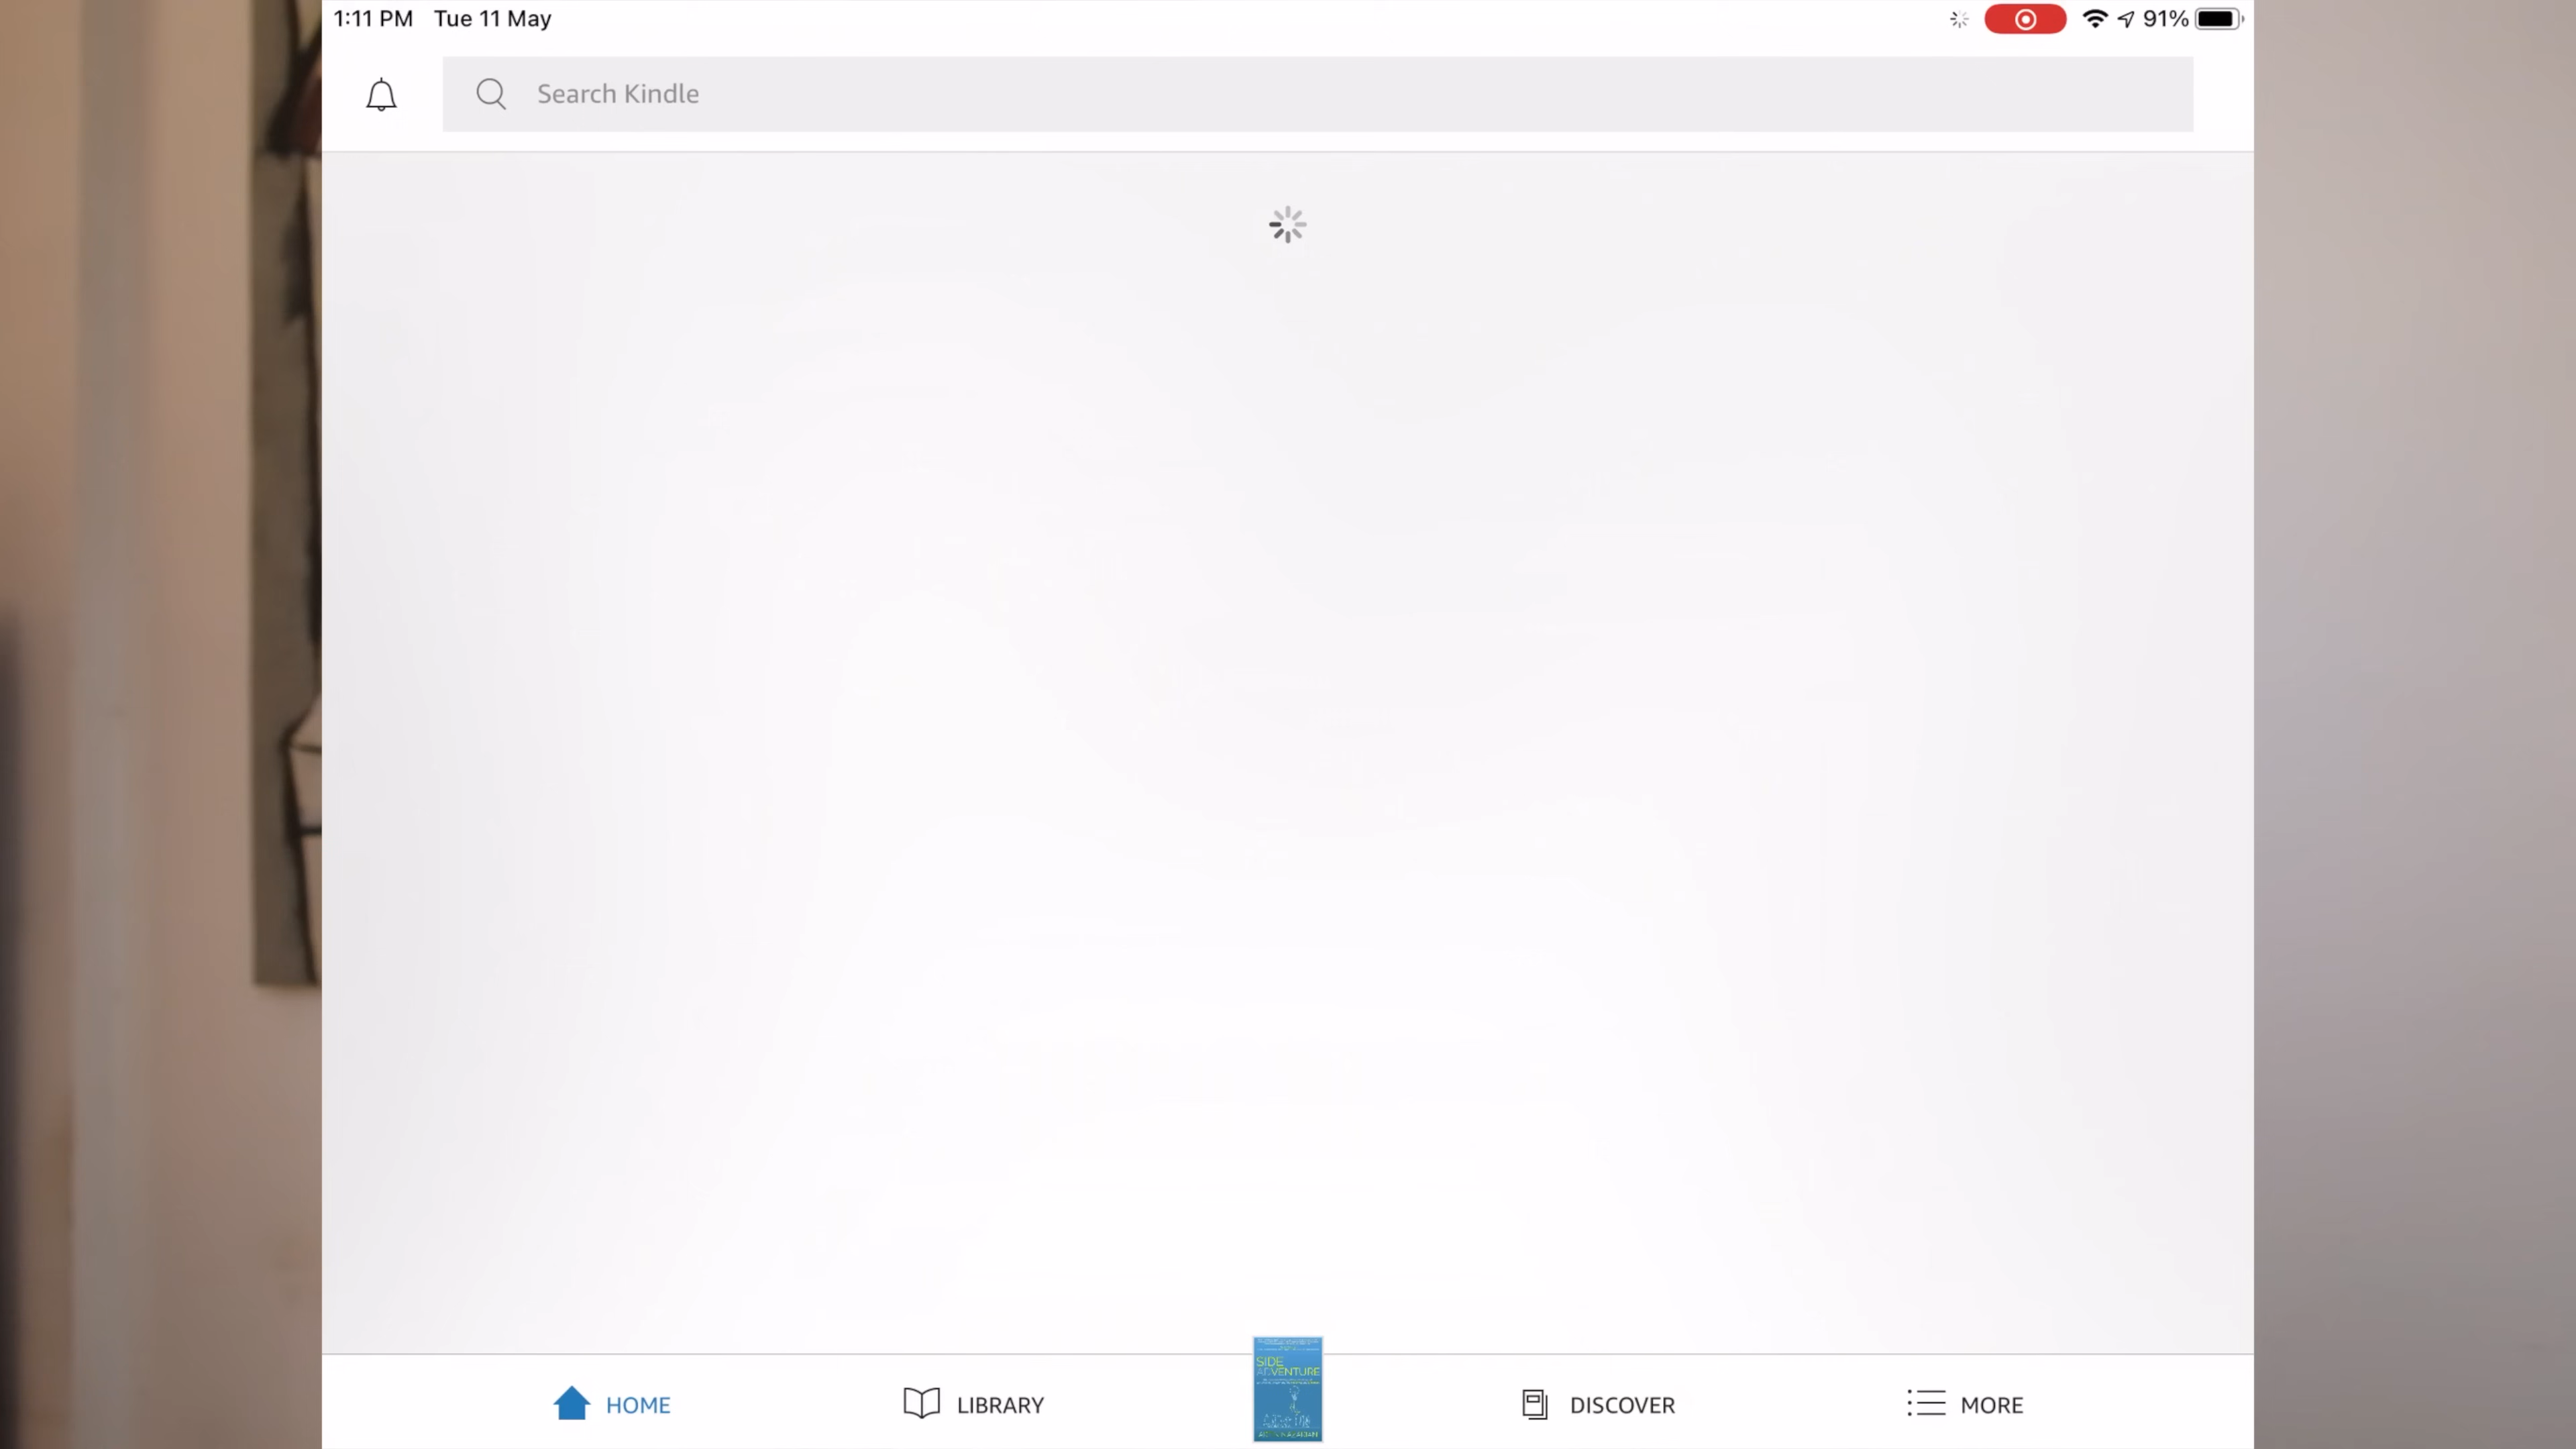 1:11 PM Tue 11 May
91%
Search Kindle
HOME
LIBRARY
SIDE
ADVENTURE
DISCOVER
MORE